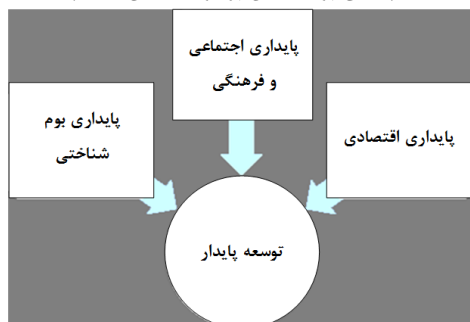 پایداری اجتماعی
و فرهنگی
پایداری اقتصادی
پایداری بوم
شناختی
توسعه پایدار